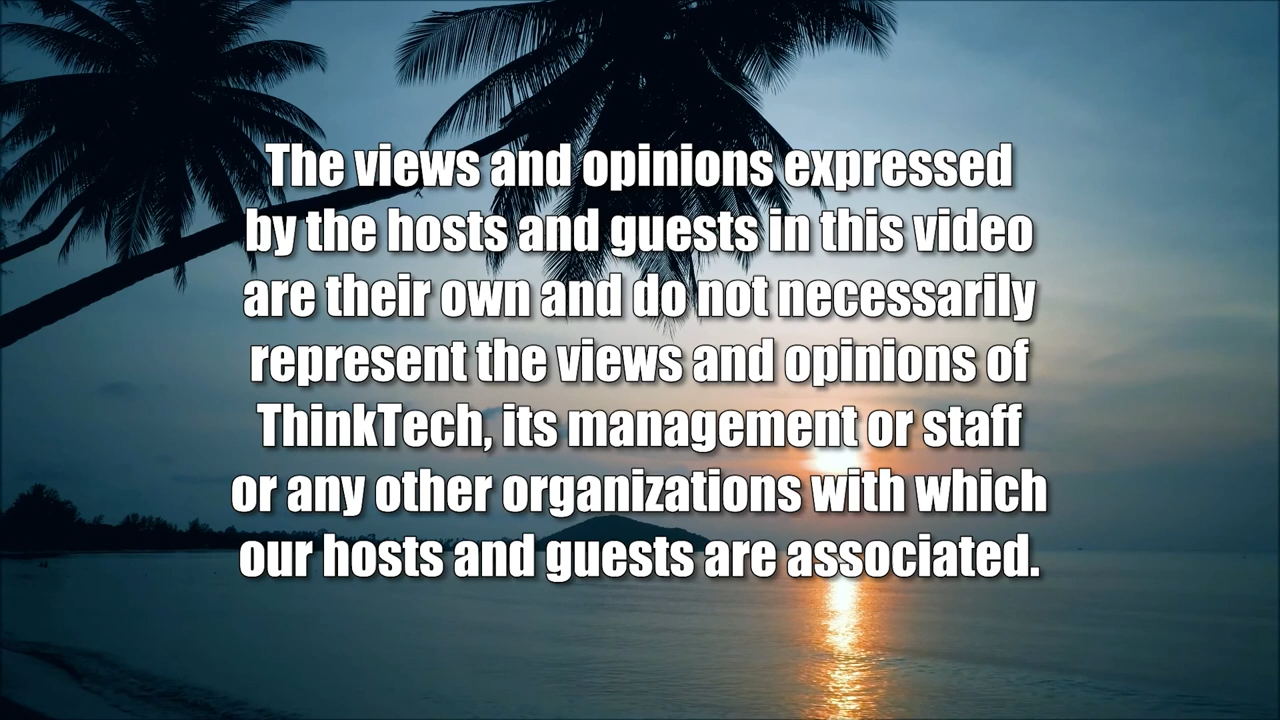 The views and opinions expressed
by the hosts and guests in this video
are their own and do not necessarily
represent the views and opinions of
ThinkTech, its management or staff
or any other organizations with which
our hosts and guests are associated.